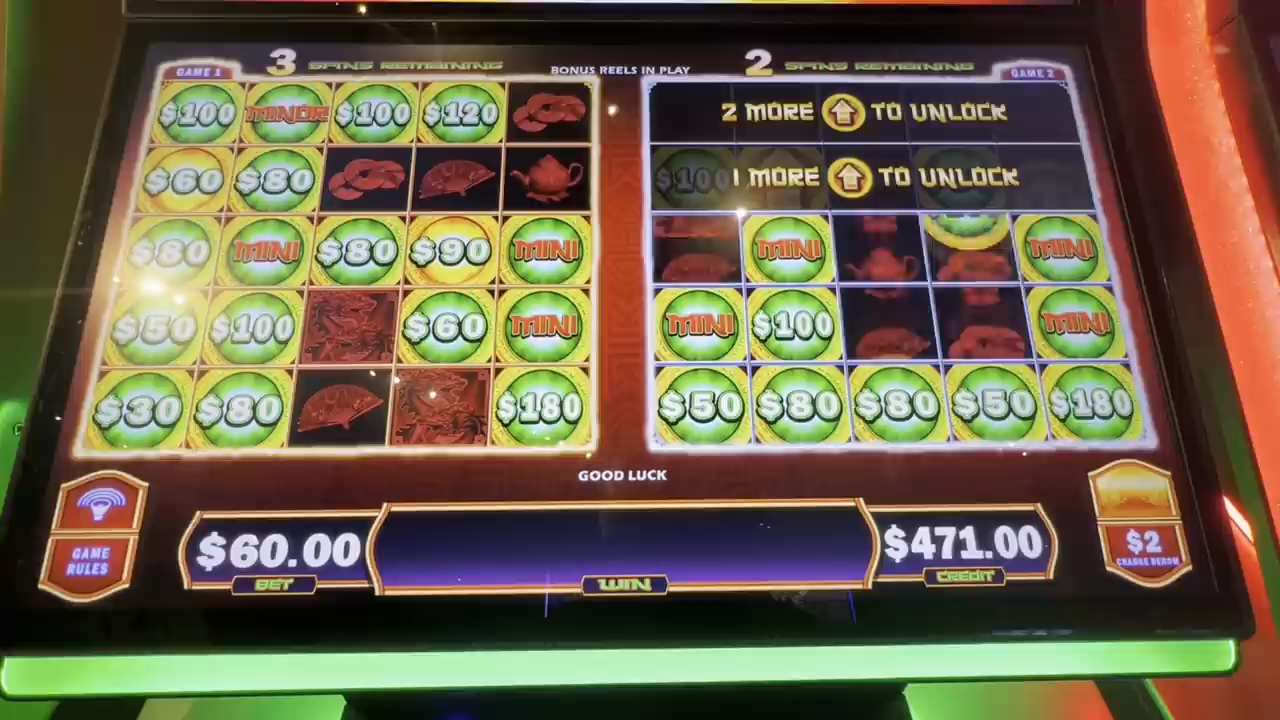 GAME 1
3 SPINS REMAINING
BONUS REELS IN PLAY
2 SPINS REMAINING
GAME 2
$100 MINOR $100 $120
$60 $80
$80 MINI $80 $90 MINI
$50 $100 $60 MINI
$30 $80 $180
2 MORE TO UNLOCK
$100 1 MORE TO UNLOCK
MINI MINI
MINI $100 MINI
$50 $80 $80 $50 $180
GOOD LUCK
GAME
RULES
$60.00
BET
WIN
$471.00
CREDIT
$2
CHANGE DENOM